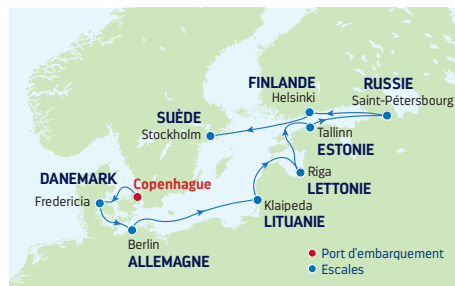 FINLANDE
Helsinki
RUSSIE
Saint-Pétersbourg
SUÈDE
Stockholm
Tallinn
ESTONIE
Riga
LETTONIE
DANEMARK
Copenhague
Fredericia
Klaipeda
LITUANIE
Berlin
ALLEMAGNE
Port d'embarquement
Escales